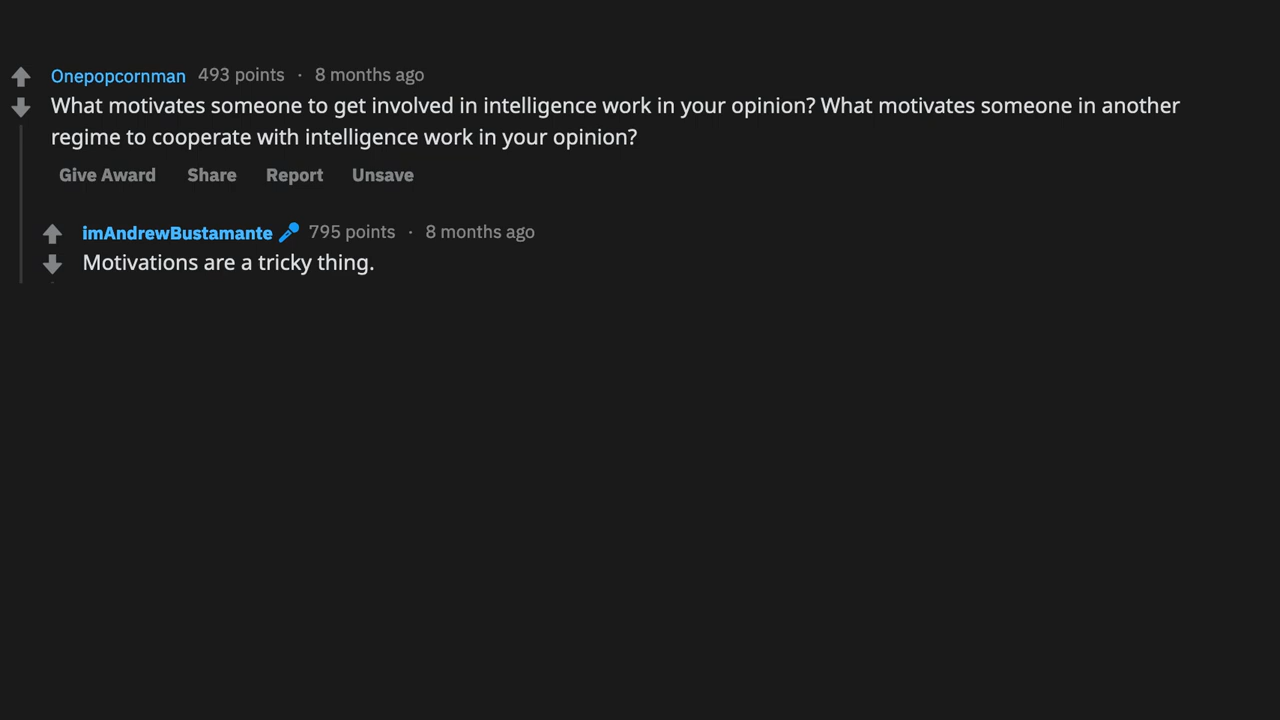 Onepopcornman 493 points · 8 months ago
What motivates someone to get involved in intelligence work in your opinion? What motivates someone in another
regime to cooperate with intelligence work in your opinion?
Give Award Share Report Unsave
imAndrewBustamante 795 points · 8 months ago
Motivations are a tricky thing.